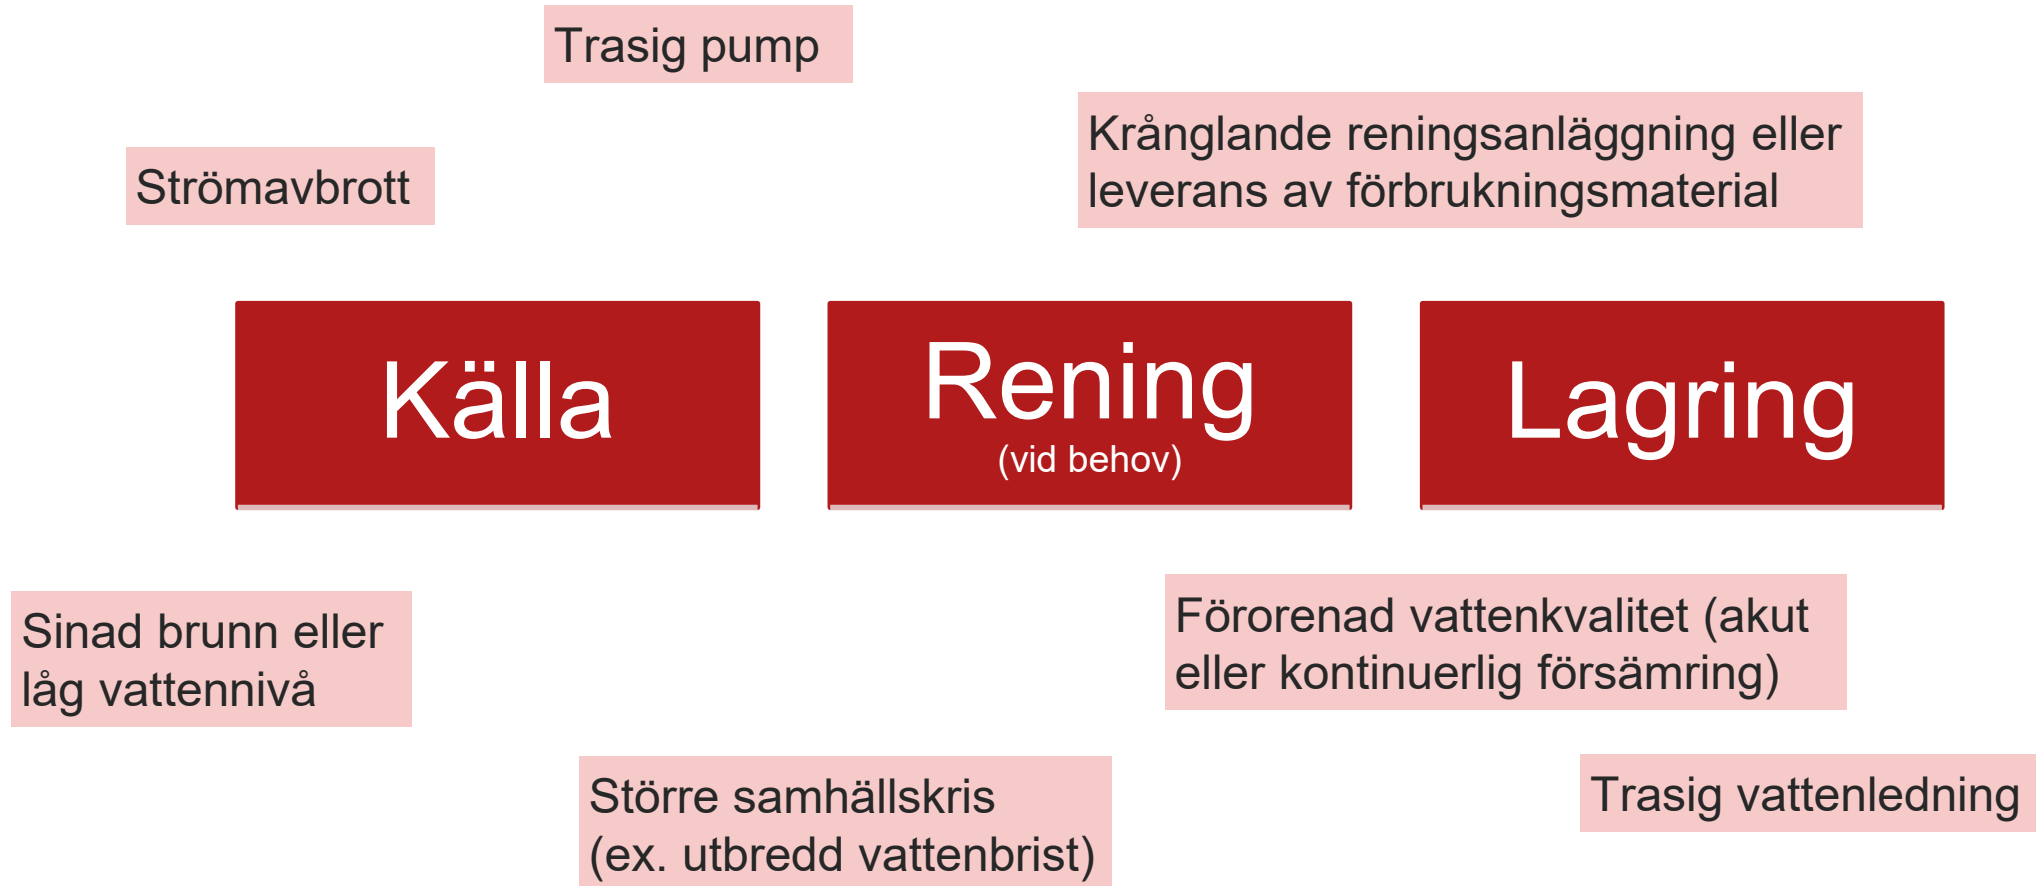 Trasig pump
Krånglande reningsanläggning eller
leverans av förbrukningsmaterial
Strömavbrott
Källa
Rening
(vid behov)
Lagring
Sinad brunn eller
låg vattennivå
Förorenad vattenkvalitet (akut
eller kontinuerlig försämring)
Större samhällskris
(ex. utbredd vattenbrist)
Trasig vattenledning